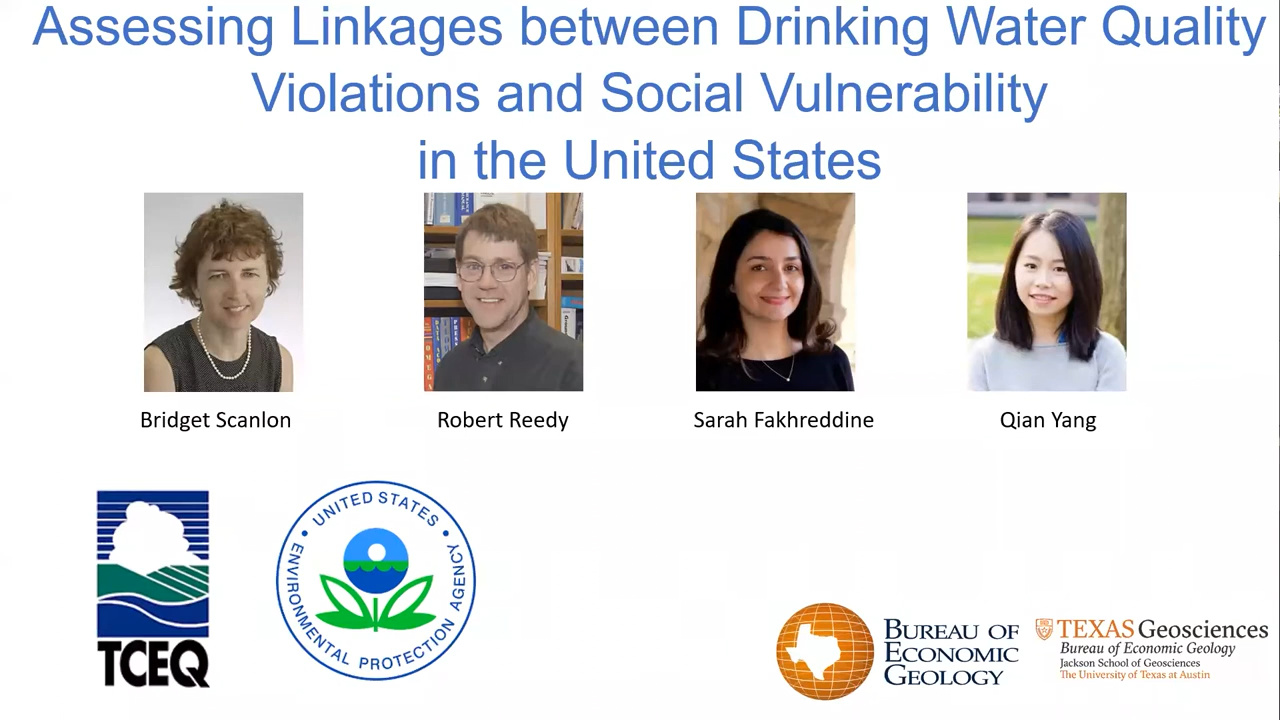 Assessing Linkages between Drinking Water Quality
Violations and Social Vulnerability
in the United States
Bridget Scanlon
Robert Reedy
Sarah Fakhreddine
Qian Yang
TCEQ
UNITED STATES
ENVIRONMENTAL PROTECTION AGENCY
BUREAU OF
ECONOMIC
GEOLOGY
TEXAS Geosciences
Bureau of Economic Geology
Jackson School of Geosciences
The University of Texas at Austin